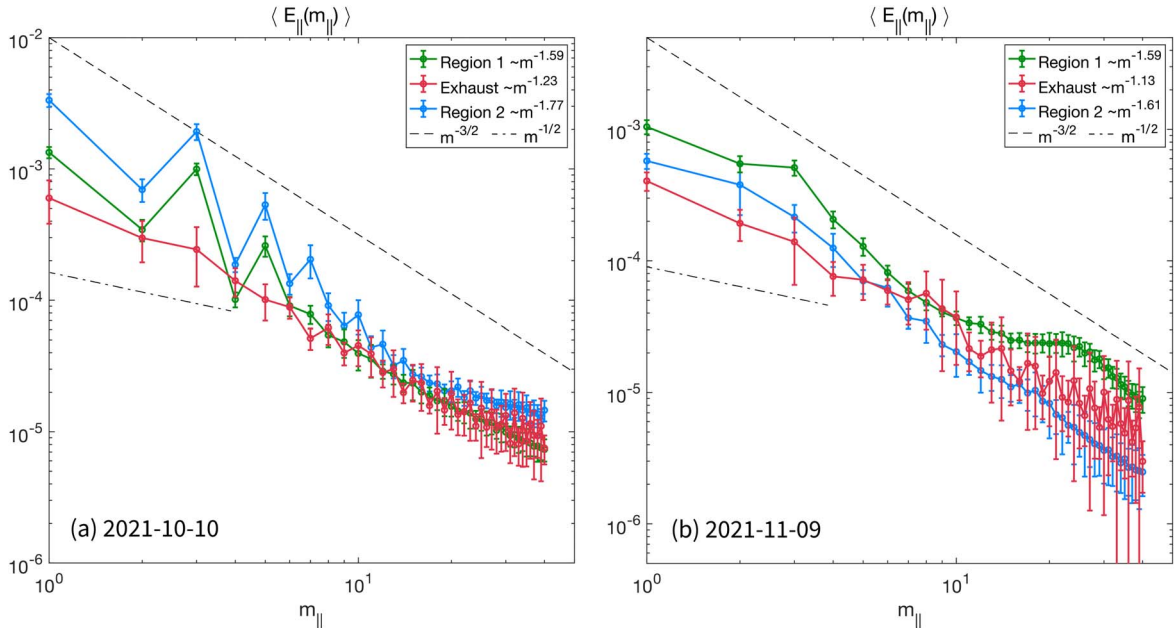 ⟨ E||(m||) ⟩
10^-2
10^-3
10^-4
10^-5
10^-6
10^0
10^1
m||
Region 1 ~m^-1.59
Exhaust ~m^-1.23
Region 2 ~m^-1.77
m^-3/2 m^-1/2
(a) 2021-10-10
⟨ E||(m||) ⟩
10^-3
10^-4
10^-5
10^-6
10^0
10^1
m||
Region 1 ~m^-1.59
Exhaust ~m^-1.13
Region 2 ~m^-1.61
m^-3/2 m^-1/2
(b) 2021-11-09